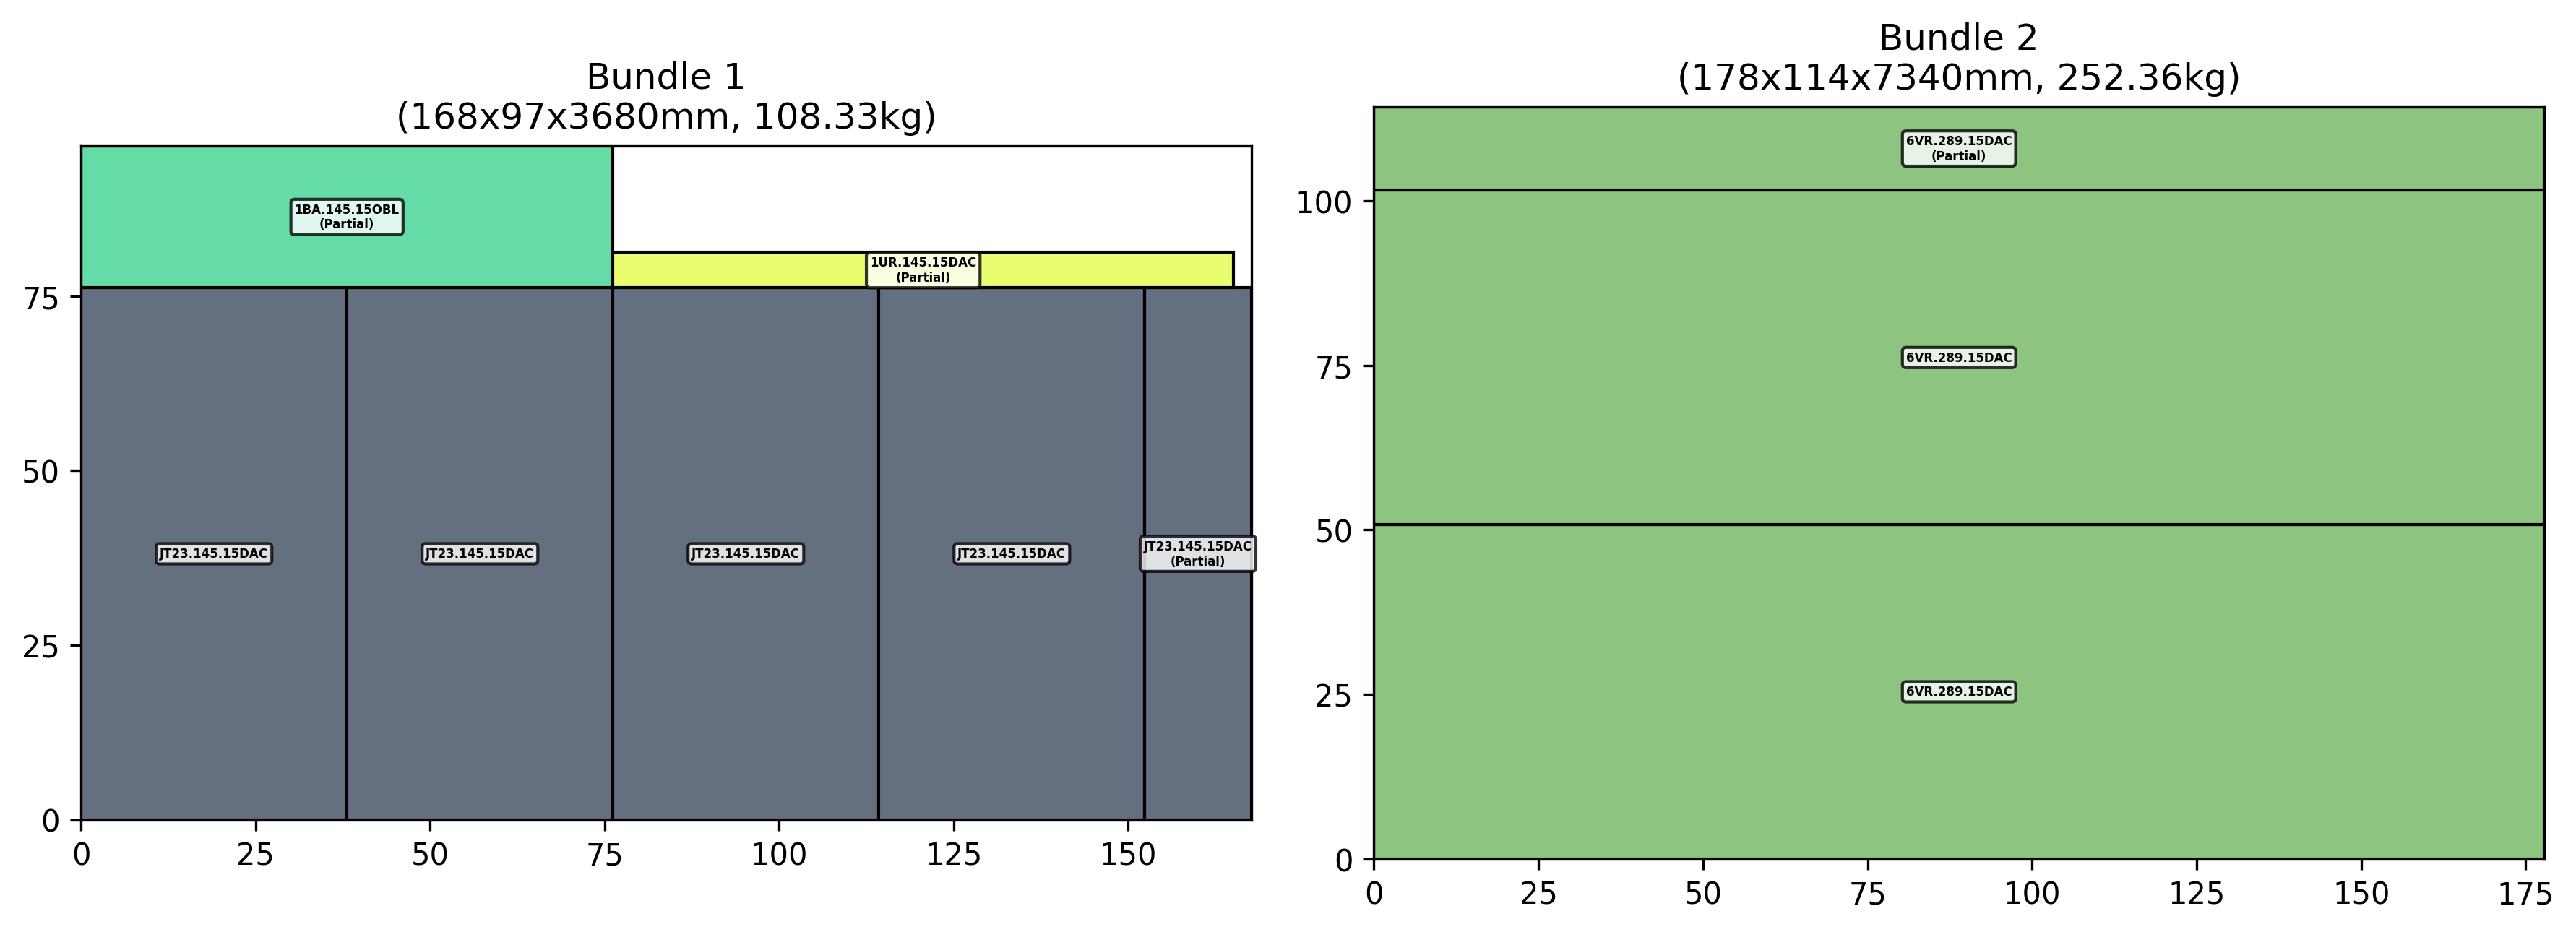 Bundle 1
(168x97x3680mm, 108.33kg)
1BA.145.15OBL
(Partial)
1UR.145.15DAC
(Partial)
JT23.145.15DAC
JT23.145.15DAC
JT23.145.15DAC
JT23.145.15DAC
JT23.145.15DAC
(Partial)
75
50
25
0
0 25 50 75 100 125 150
Bundle 2
(178x114x7340mm, 252.36kg)
6VR.289.15DAC
(Partial)
6VR.289.15DAC
6VR.289.15DAC
100
75
50
25
0
0 25 50 75 100 125 150 175